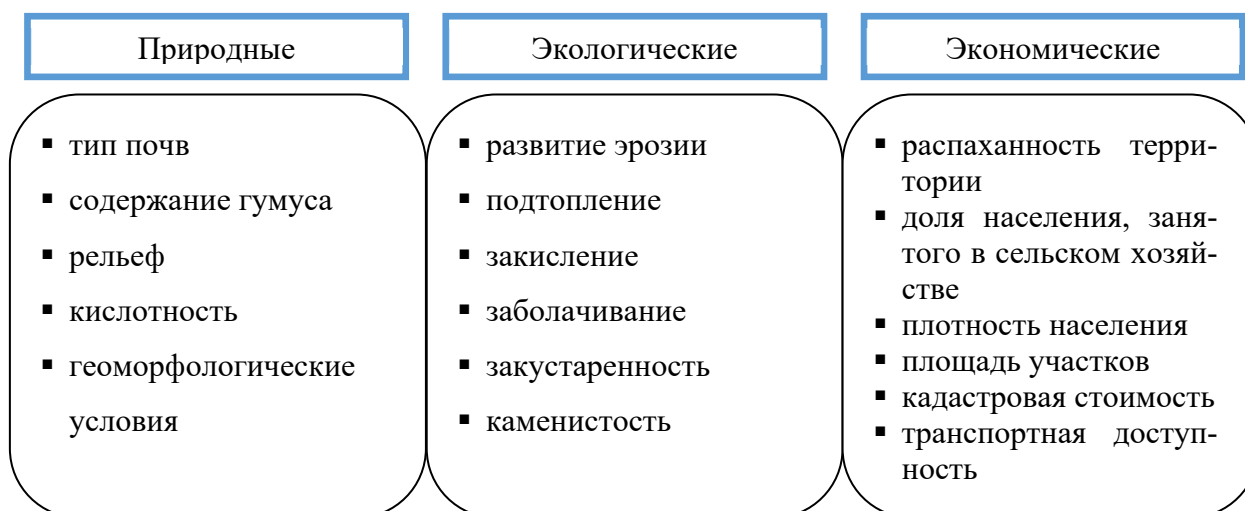 Природные
Экологические
Экономические
▪ тип почв
▪ содержание гумуса
▪ рельеф
▪ кислотность
▪ геоморфологические
условия
▪ развитие эрозии
▪ подтопление
▪ закисление
▪ заболачивание
▪ закустаренность
▪ каменистость
▪ распаханность терри-
тории
▪ доля населения, заня-
того в сельском хозяй-
стве
▪ плотность населения
▪ площадь участков
▪ кадастровая стоимость
▪ транспортная доступ-
ность